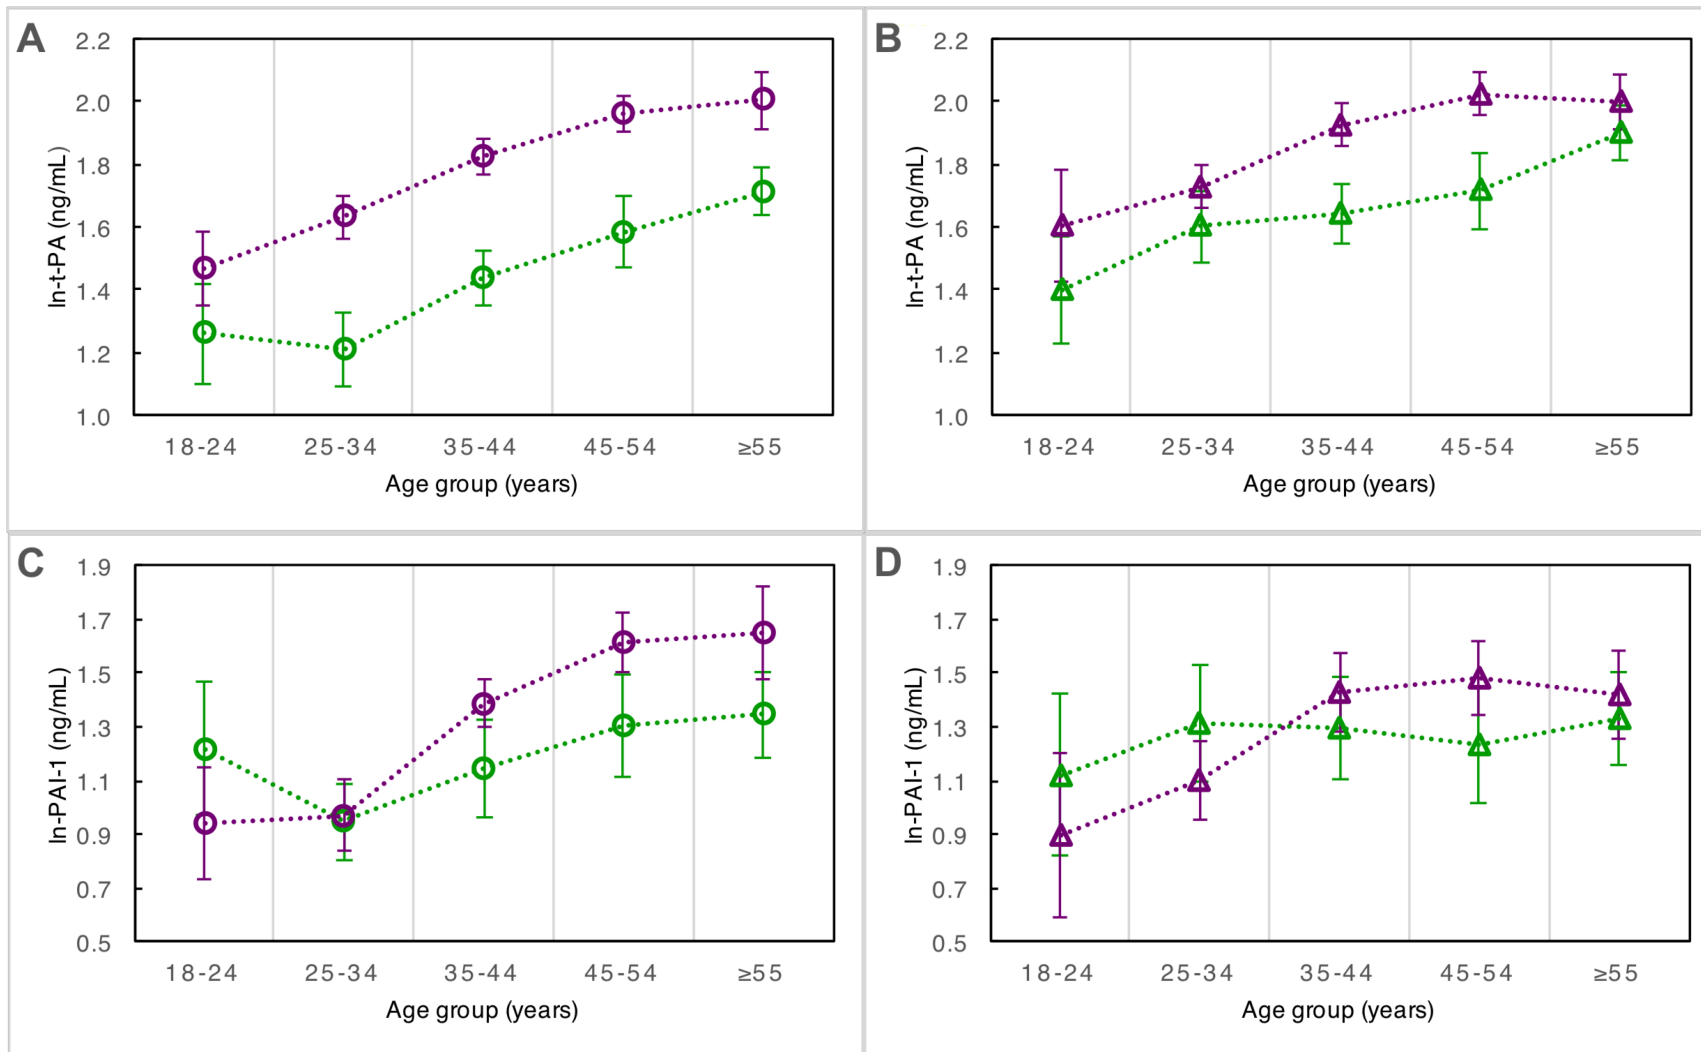 A
2.2
2.0
1.8
1.6
1.4
1.2
1.0
ln-t-PA (ng/mL)
18-24 25-34 35-44 45-54 ≥55
Age group (years)
B
2.2
2.0
1.8
1.6
1.4
1.2
1.0
ln-t-PA (ng/mL)
18-24 25-34 35-44 45-54 ≥55
Age group (years)
C
1.9
1.7
1.5
1.3
1.1
0.9
0.7
0.5
ln-PAI-1 (ng/mL)
18-24 25-34 35-44 45-54 ≥55
Age group (years)
D
1.9
1.7
1.5
1.3
1.1
0.9
0.7
0.5
ln-PAI-1 (ng/mL)
18-24 25-34 35-44 45-54 ≥55
Age group (years)